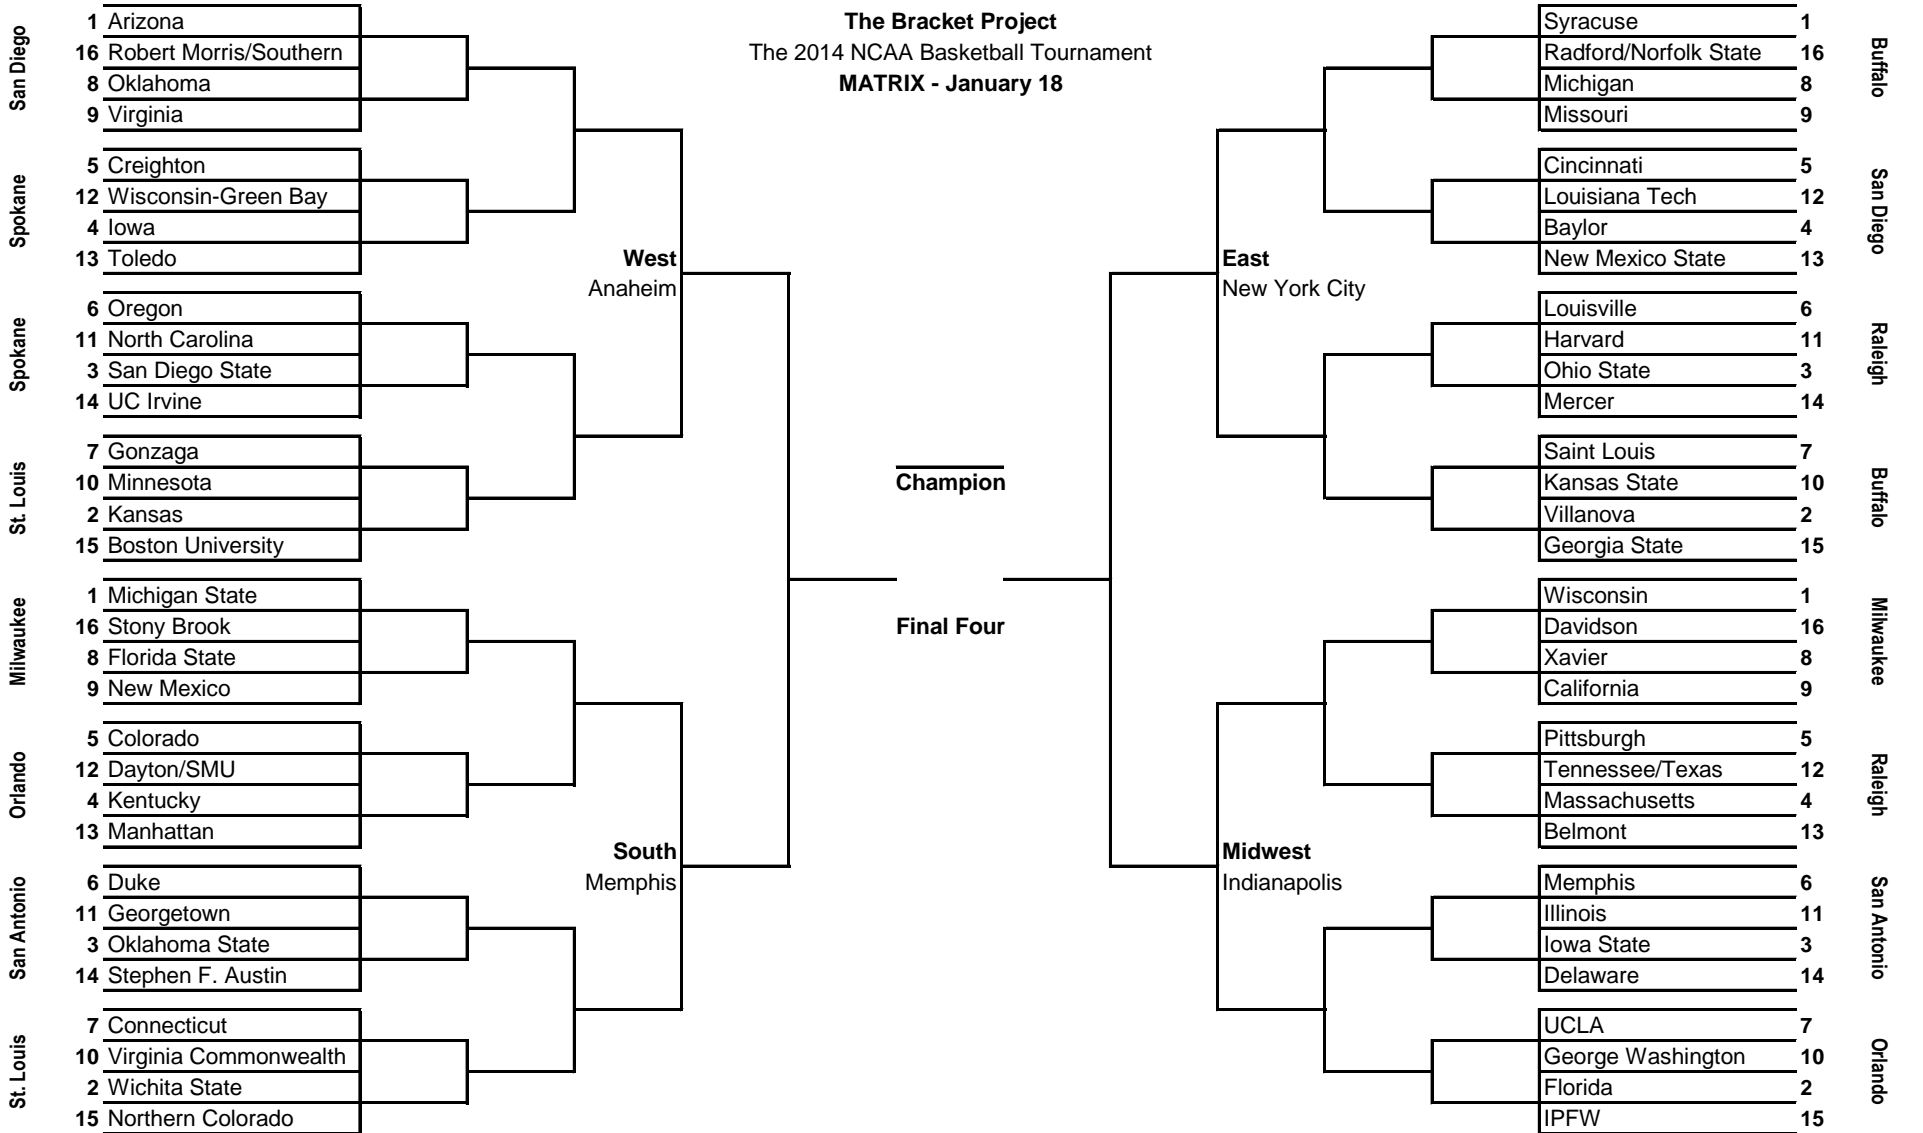 The Bracket Project
The 2014 NCAA Basketball Tournament
MATRIX - January 18
San Diego
1 Arizona
16 Robert Morris/Southern
8 Oklahoma
9 Virginia
Spokane
5 Creighton
12 Wisconsin-Green Bay
4 Iowa
13 Toledo
West
Anaheim
Spokane
6 Oregon
11 North Carolina
3 San Diego State
14 UC Irvine
St. Louis
7 Gonzaga
10 Minnesota
2 Kansas
15 Boston University
Milwaukee
1 Michigan State
16 Stony Brook
8 Florida State
9 New Mexico
Orlando
5 Colorado
12 Dayton/SMU
4 Kentucky
13 Manhattan
South
Memphis
San Antonio
6 Duke
11 Georgetown
3 Oklahoma State
14 Stephen F. Austin
St. Louis
7 Connecticut
10 Virginia Commonwealth
2 Wichita State
15 Northern Colorado
Champion
Final Four
Syracuse 1
Radford/Norfolk State 16
Michigan 8
Missouri 9
Buffalo
Cincinnati 5
Louisiana Tech 12
Baylor 4
New Mexico State 13
San Diego
East
New York City
Louisville 6
Harvard 11
Ohio State 3
Mercer 14
Raleigh
Saint Louis 7
Kansas State 10
Villanova 2
Georgia State 15
Buffalo
Wisconsin 1
Davidson 16
Xavier 8
California 9
Milwaukee
Pittsburgh 5
Tennessee/Texas 12
Massachusetts 4
Belmont 13
Raleigh
Midwest
Indianapolis
Memphis 6
Illinois 11
Iowa State 3
Delaware 14
San Antonio
UCLA 7
George Washington 10
Florida 2
IPFW 15
Orlando